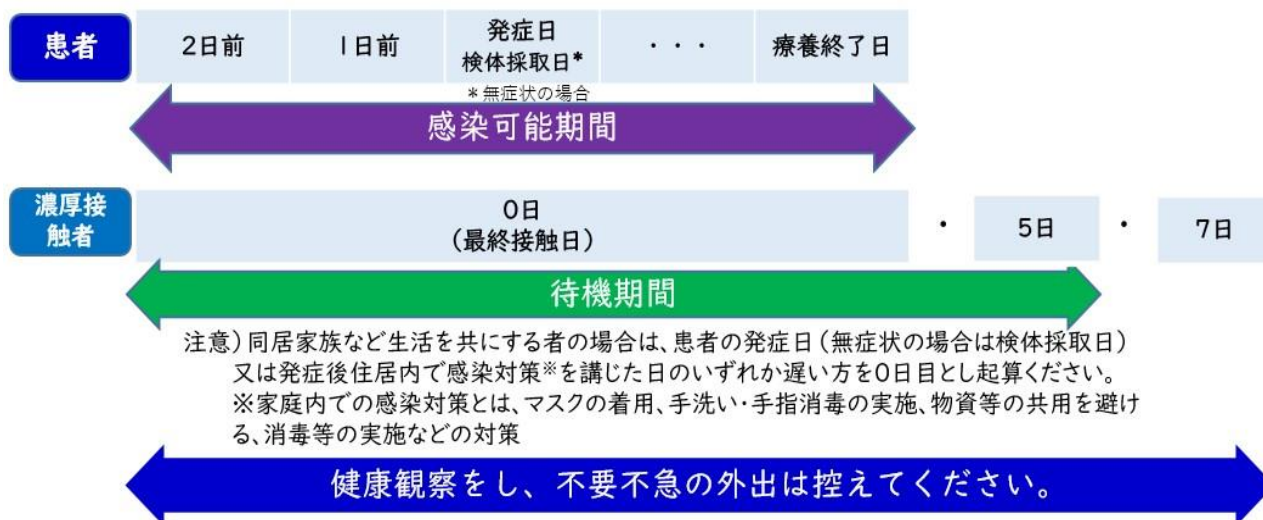 患者
2日前
1日前
発症日
検体採取日*
・・・
療養終了日
*無症状の場合
感染可能期間
濃厚接
触者
0日
(最終接触日)
・
5日
・
7日
待機期間
注意)同居家族など生活を共にする者の場合は、患者の発症日(無症状の場合は検体採取日)
又は発症後住居内で感染対策※を講じた日のいずれか遅い方を0日目とし起算ください。
※家庭内での感染対策とは、マスクの着用、手洗い・手指消毒の実施、物資等の共用を避け
る、消毒等の実施などの対策
健康観察をし、不要不急の外出は控えてください。